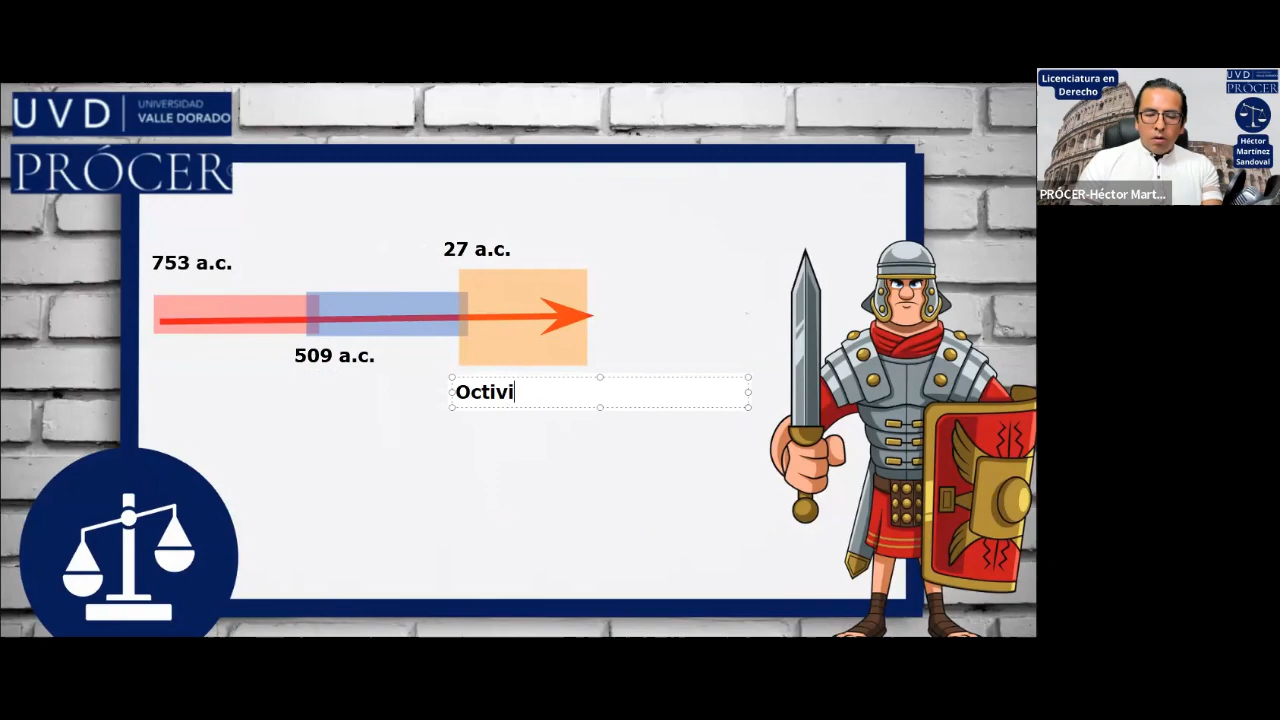 UVD UNIVERSIDAD
VALLE DORADO
PRÓCER
753 a.c.
27 a.c.
509 a.c.
Octivi
Licenciatura en
Derecho
UVD
PRÓCER
Héctor
Martínez
Sandoval
PRÓCER-Héctor Mart...